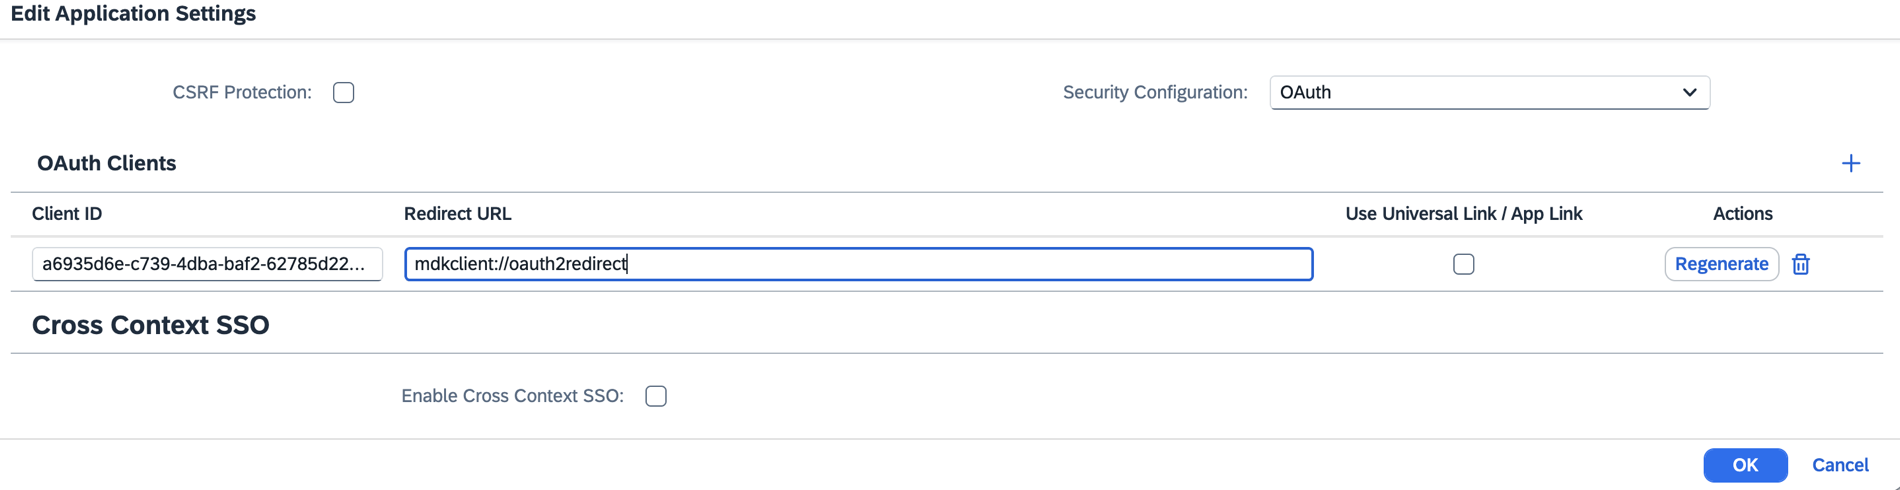 Edit Application Settings
CSRF Protection:
Security Configuration: OAuth
OAuth Clients
Client ID Redirect URL Use Universal Link / App Link Actions
a6935d6e-c739-4dba-baf2-62785d22... mdkclient://oauth2redirect Regenerate
Cross Context SSO
Enable Cross Context SSO:
OK Cancel